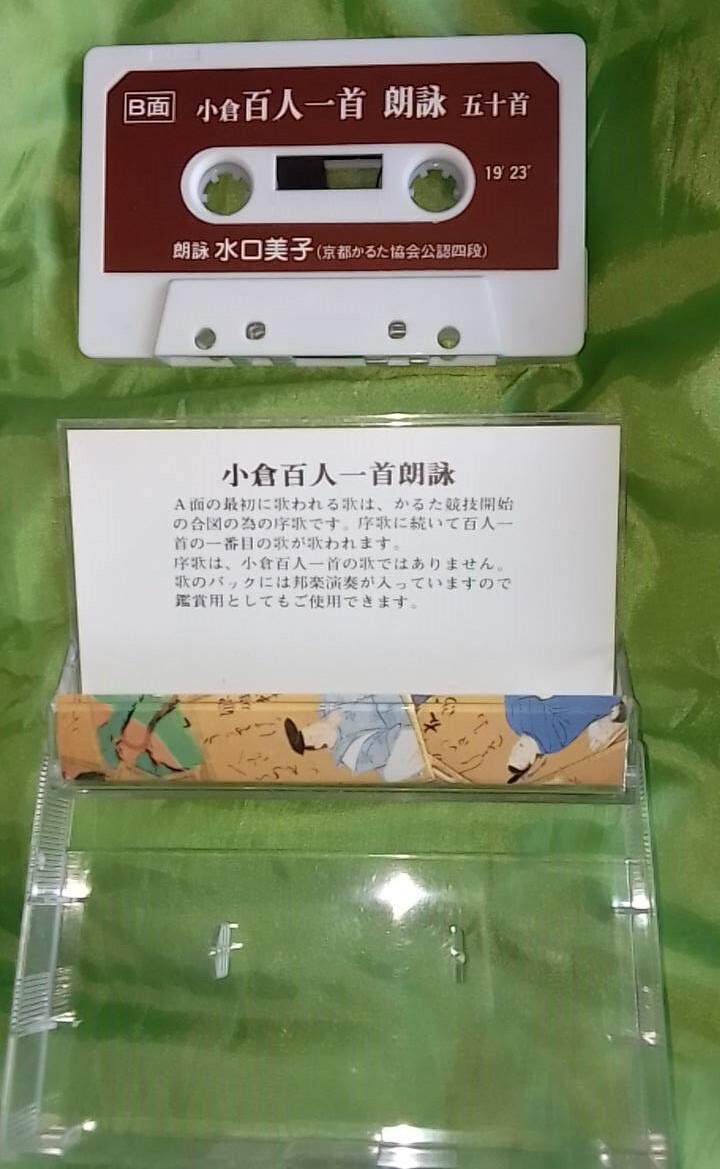 B面 小倉百人一首 朗詠 五十首
19′23″
朗詠 水口美子(京都かるた協会公認四段)
小倉百人一首朗詠
A面の最初に歌われる歌は、かるた競技開始
の合図の為の序歌です。序歌に続いて百人一
首の一番目の歌が歌われます。
序歌は、小倉百人一首の歌ではありません。
歌のバックには邦楽演奏が入っていますので
鑑賞用としてもご使用できます。